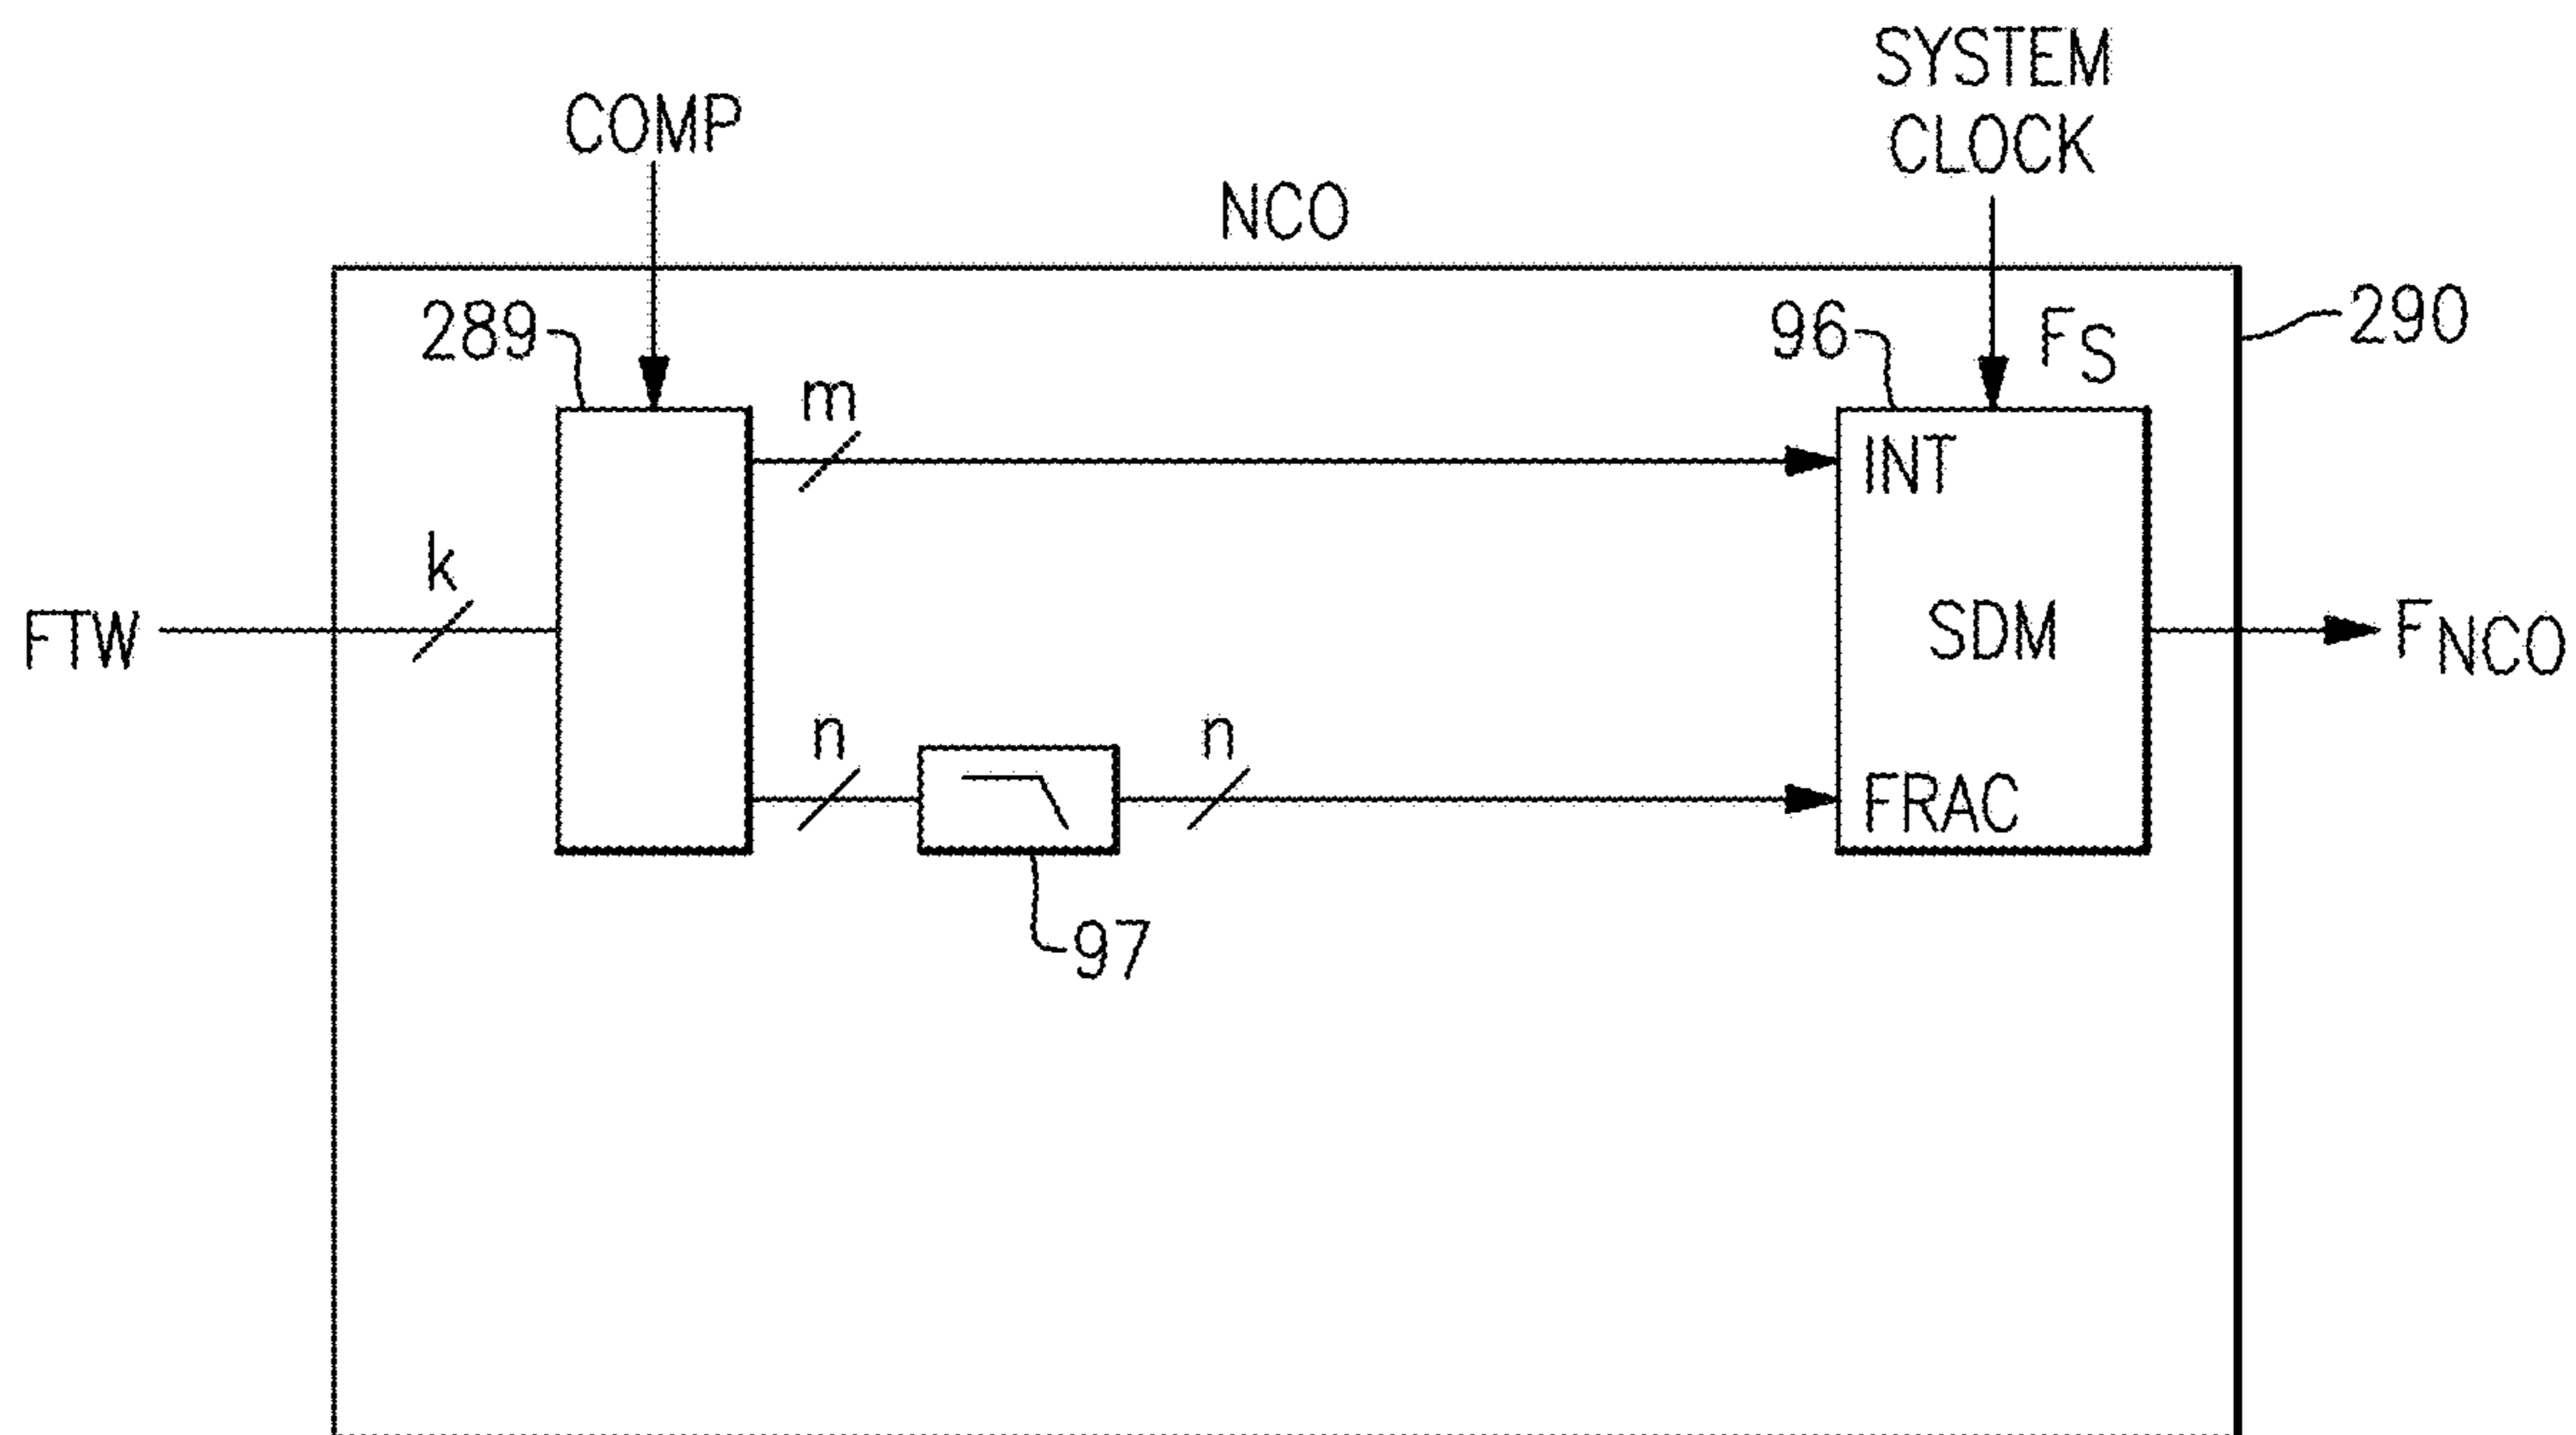 SYSTEM
CLOCK
COMP
NCO
289
96
FS
290
m
INT
k
FTW
SDM
FNCO
n
n
FRAC
97